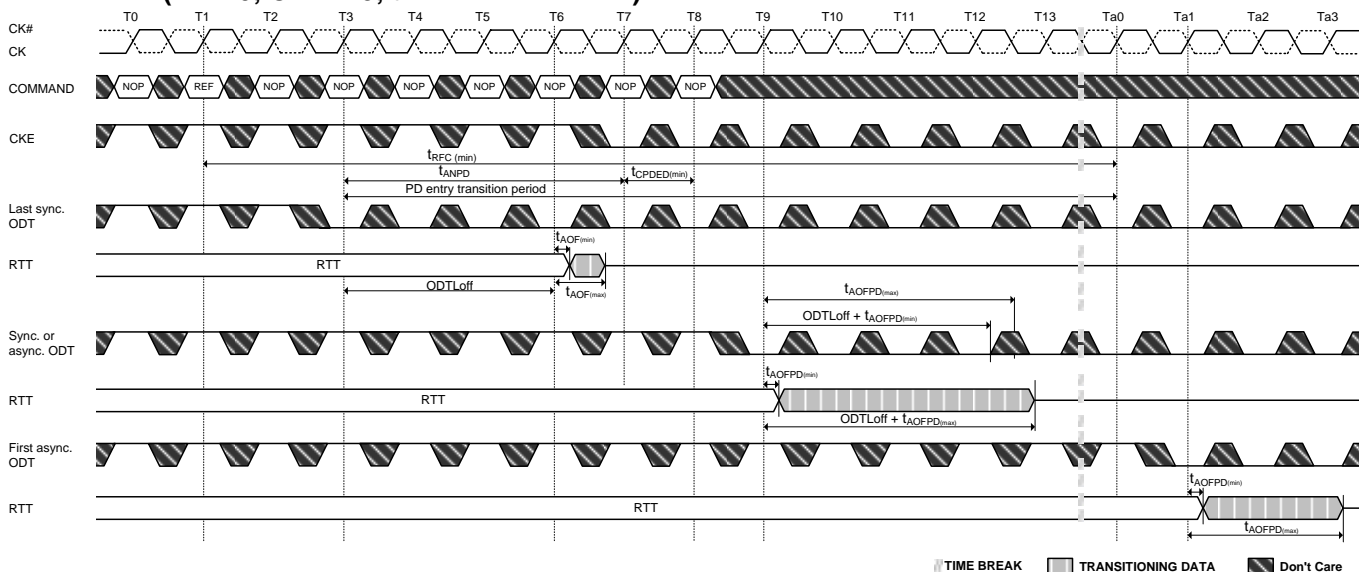 T0 T1 T2 T3 T4 T5 T6 T7 T8 T9 T10 T11 T12 T13 Ta0 Ta1 Ta2 Ta3
CK#
CK
COMMAND NOP REF NOP NOP NOP NOP NOP NOP NOP
CKE
tRFC (min)
tANPD tCPDED(min)
PD entry transition period
Last sync.
ODT
tAOF(min)
RTT RTT
ODTLoff tAOF(max)
tAOFPD(max)
ODTLoff + tAOFPD(min)
Sync. or
async. ODT
tAOFPD(min)
RTT RTT
ODTLoff + tAOFPD(max)
First async.
ODT
tAOFPD(min)
RTT RTT
tAOFPD(max)
TIME BREAK TRANSITIONING DATA Don't Care